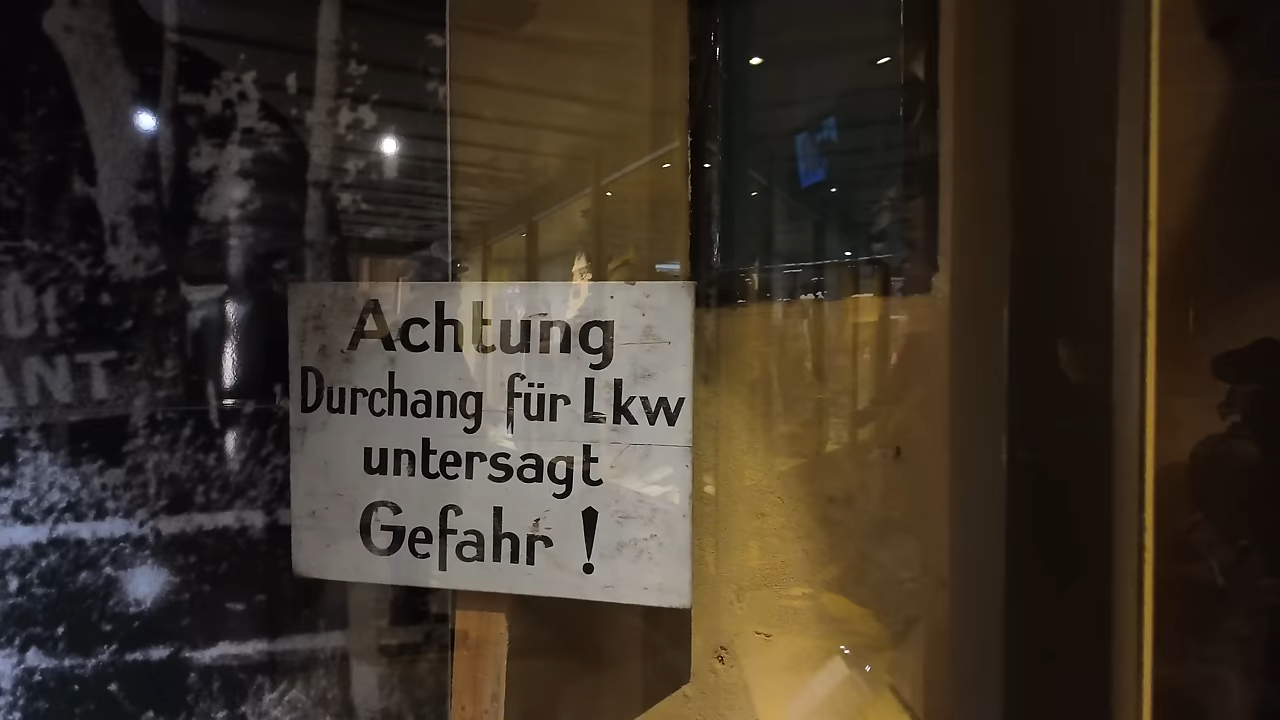 Achtung
Durchang für Lkw
untersagt
Gefahr !